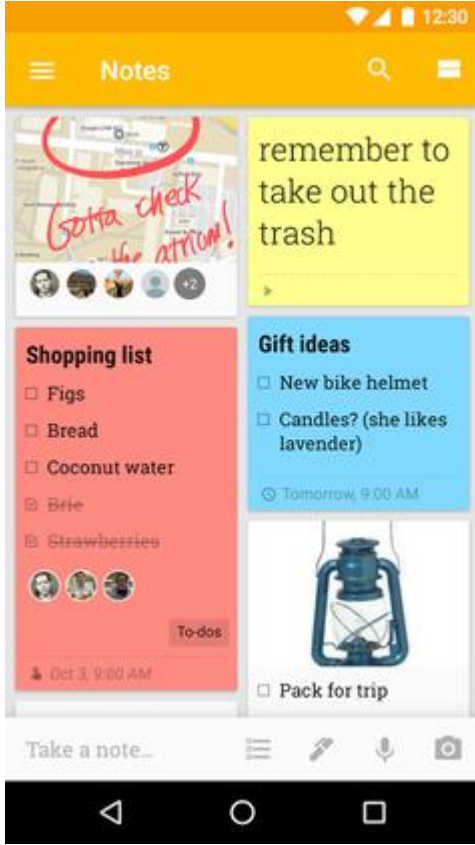 12:30
Notes
Gotta check
the atrium!
+2
remember to
take out the
trash
Shopping list
Figs
Bread
Coconut water
Brie
Strawberries
To-dos
Oct 3, 9:00 AM
Gift ideas
New bike helmet
Candles? (she likes
lavender)
Tomorrow, 9:00 AM
Pack for trip
Take a note...